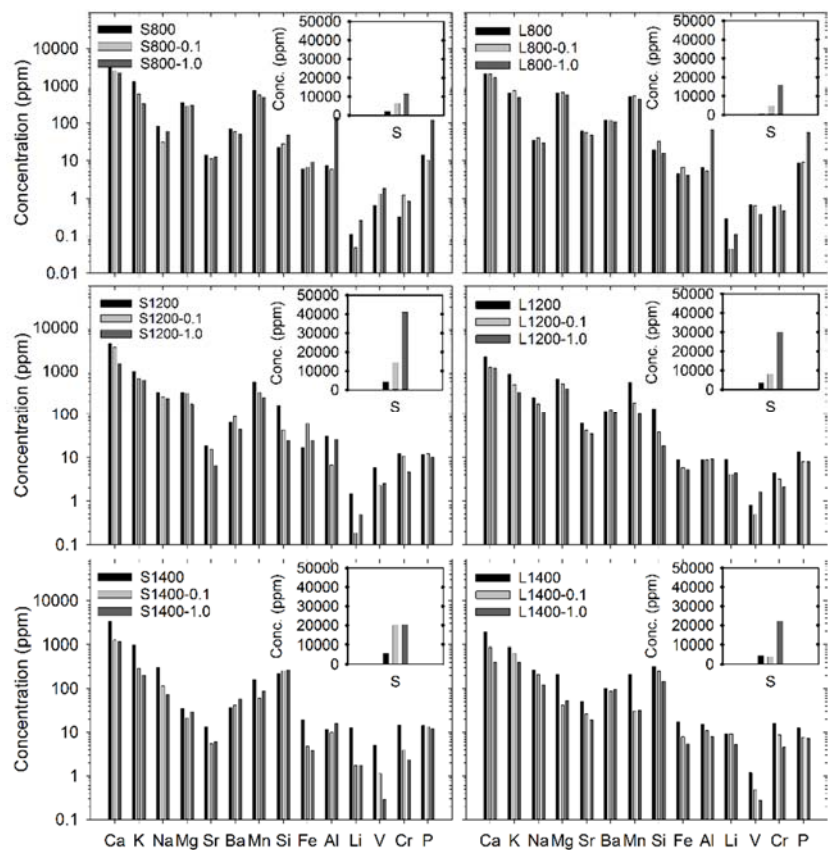 Concentration (ppm)
10000
1000
100
10
1
0.1
0.01
S800
S800-0.1
S800-1.0
Conc. (ppm)
50000
40000
30000
20000
10000
0
S
L800
L800-0.1
L800-1.0
Conc. (ppm)
50000
40000
30000
20000
10000
0
S
Concentration (ppm)
10000
1000
100
10
1
0.1
S1200
S1200-0.1
S1200-1.0
Conc. (ppm)
50000
40000
30000
20000
10000
0
S
L1200
L1200-0.1
L1200-1.0
Conc. (ppm)
50000
40000
30000
20000
10000
0
S
Concentration (ppm)
10000
1000
100
10
1
0.1
S1400
S1400-0.1
S1400-1.0
Conc. (ppm)
50000
40000
30000
20000
10000
0
S
L1400
L1400-0.1
L1400-1.0
Conc. (ppm)
50000
40000
30000
20000
10000
0
S
Ca K Na Mg Sr Ba Mn Si Fe Al Li V Cr P
Ca K Na Mg Sr Ba Mn Si Fe Al Li V Cr P